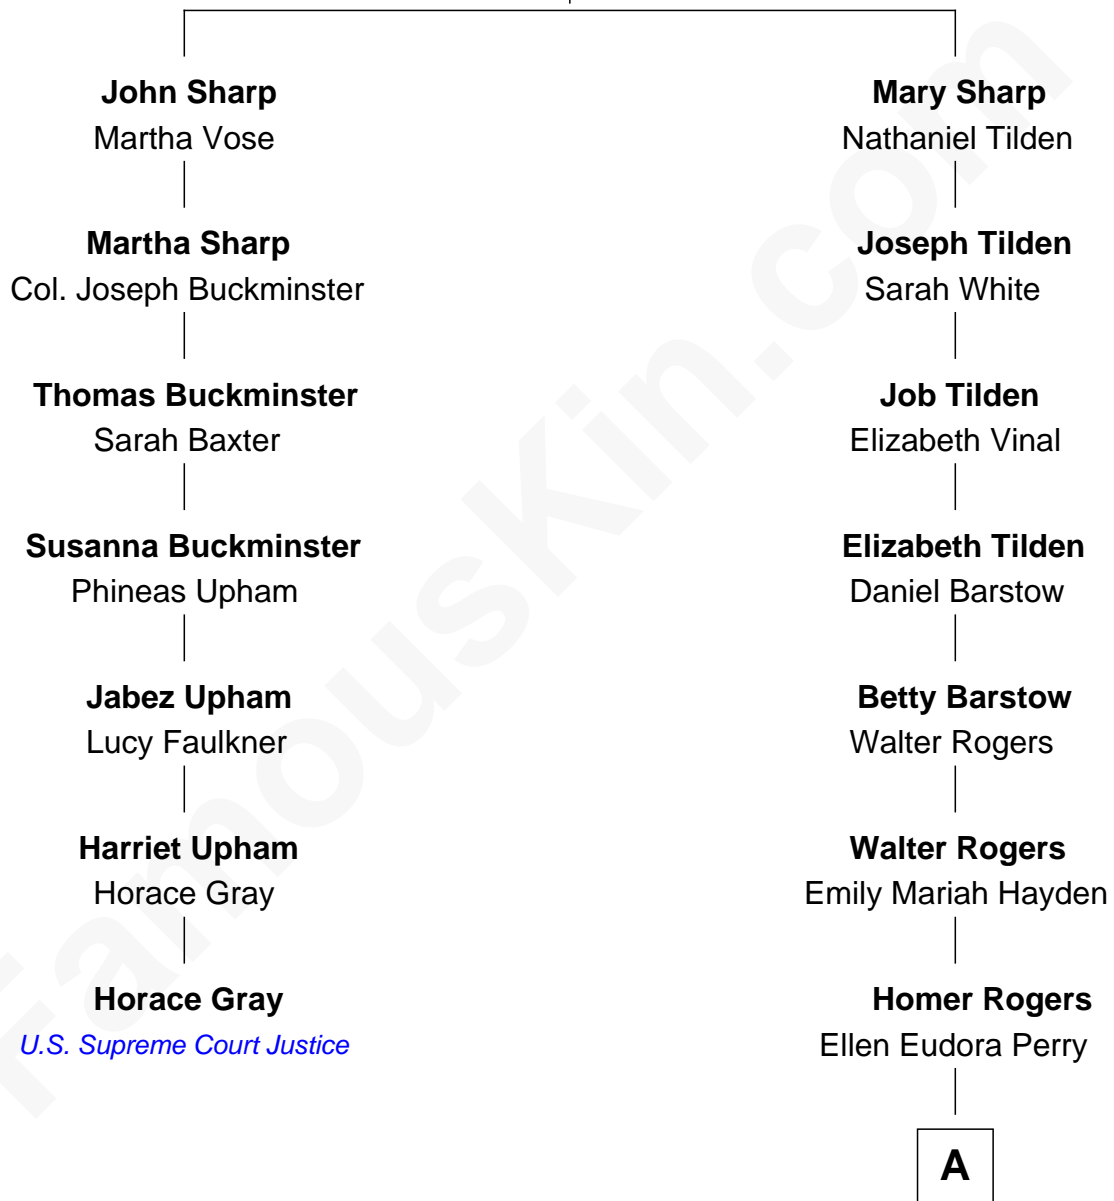 John Sharp
Martha Vose
Mary Sharp
Nathaniel Tilden
Martha Sharp
Col. Joseph Buckminster
Joseph Tilden
Sarah White
Thomas Buckminster
Sarah Baxter
Job Tilden
Elizabeth Vinal
Susanna Buckminster
Phineas Upham
Elizabeth Tilden
Daniel Barstow
Jabez Upham
Lucy Faulkner
Betty Barstow
Walter Rogers
Harriet Upham
Horace Gray
Walter Rogers
Emily Mariah Hayden
Horace Gray
U.S. Supreme Court Justice
Homer Rogers
Ellen Eudora Perry
A
FamousKin.com